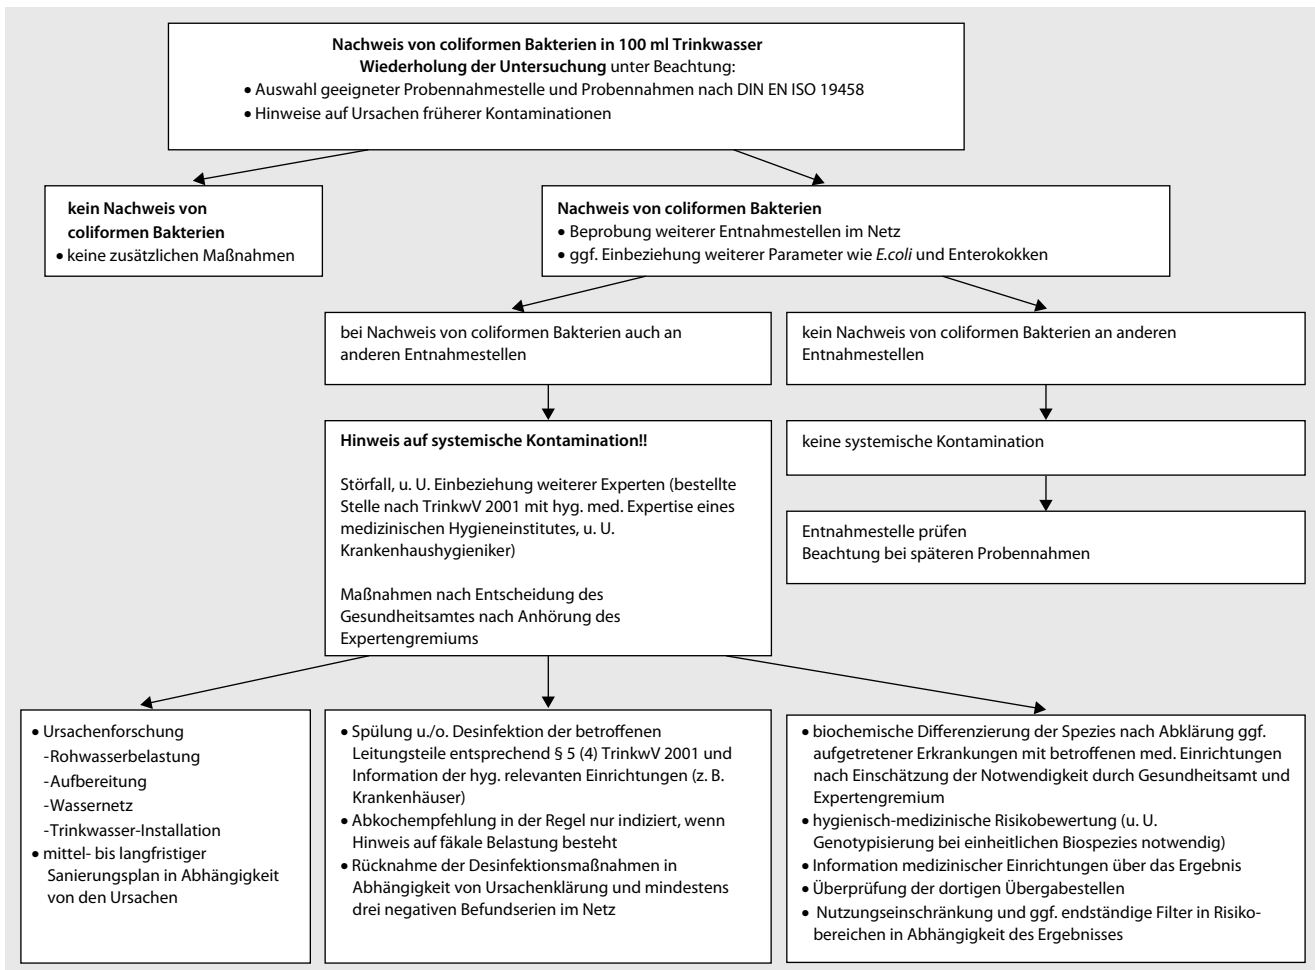 Nachweis von coliformen Bakterien in 100 ml Trinkwasser
Wiederholung der Untersuchung unter Beachtung:
• Auswahl geeigneter Probennahmestelle und Probennahmen nach DIN EN ISO 19458
• Hinweise auf Ursachen früherer Kontaminationen
kein Nachweis von
coliformen Bakterien
• keine zusätzlichen Maßnahmen
Nachweis von coliformen Bakterien
• Beprobung weiterer Entnahmestellen im Netz
• ggf. Einbeziehung weiterer Parameter wie E.coli und Enterokokken
bei Nachweis von coliformen Bakterien auch an
anderen Entnahmestellen
kein Nachweis von coliformen Bakterien an anderen
Entnahmestellen
Hinweis auf systemische Kontamination!!
Störfall, u. U. Einbeziehung weiterer Experten (bestellte
Stelle nach TrinkwV 2001 mit hyg. med. Expertise eines
medizinischen Hygieneinstitutes, u. U.
Krankenhaushygieniker)
Maßnahmen nach Entscheidung des
Gesundheitsamtes nach Anhörung des
Expertengremiums
keine systemische Kontamination
Entnahmestelle prüfen
Beachtung bei späteren Probennahmen
• Ursachenforschung
-Rohwasserbelastung
-Aufbereitung
-Wassernetz
-Trinkwasser-Installation
• mittel- bis langfristiger
Sanierungsplan in Abhängigkeit
von den Ursachen
• Spülung u./o. Desinfektion der betroffenen
Leitungsteile entsprechend § 5 (4) TrinkwV 2001 und
Information der hyg. relevanten Einrichtungen (z. B.
Krankenhäuser)
• Abkochempfehlung in der Regel nur indiziert, wenn
Hinweis auf fäkale Belastung besteht
• Rücknahme der Desinfektionsmaßnahmen in
Abhängigkeit von Ursachenklärung und mindestens
drei negativen Befundserien im Netz
• biochemische Differenzierung der Spezies nach Abklärung ggf.
aufgetretener Erkrankungen mit betroffenen med. Einrichtungen
nach Einschätzung der Notwendigkeit durch Gesundheitsamt und
Expertengremium
• hygienisch-medizinische Risikobewertung (u. U.
Genotypisierung bei einheitlichen Biospezies notwendig)
• Information medizinischer Einrichtungen über das Ergebnis
• Überprüfung der dortigen Übergabestellen
• Nutzungseinschränkung und ggf. endständige Filter in Risiko-
bereichen in Abhängigkeit des Ergebnisses